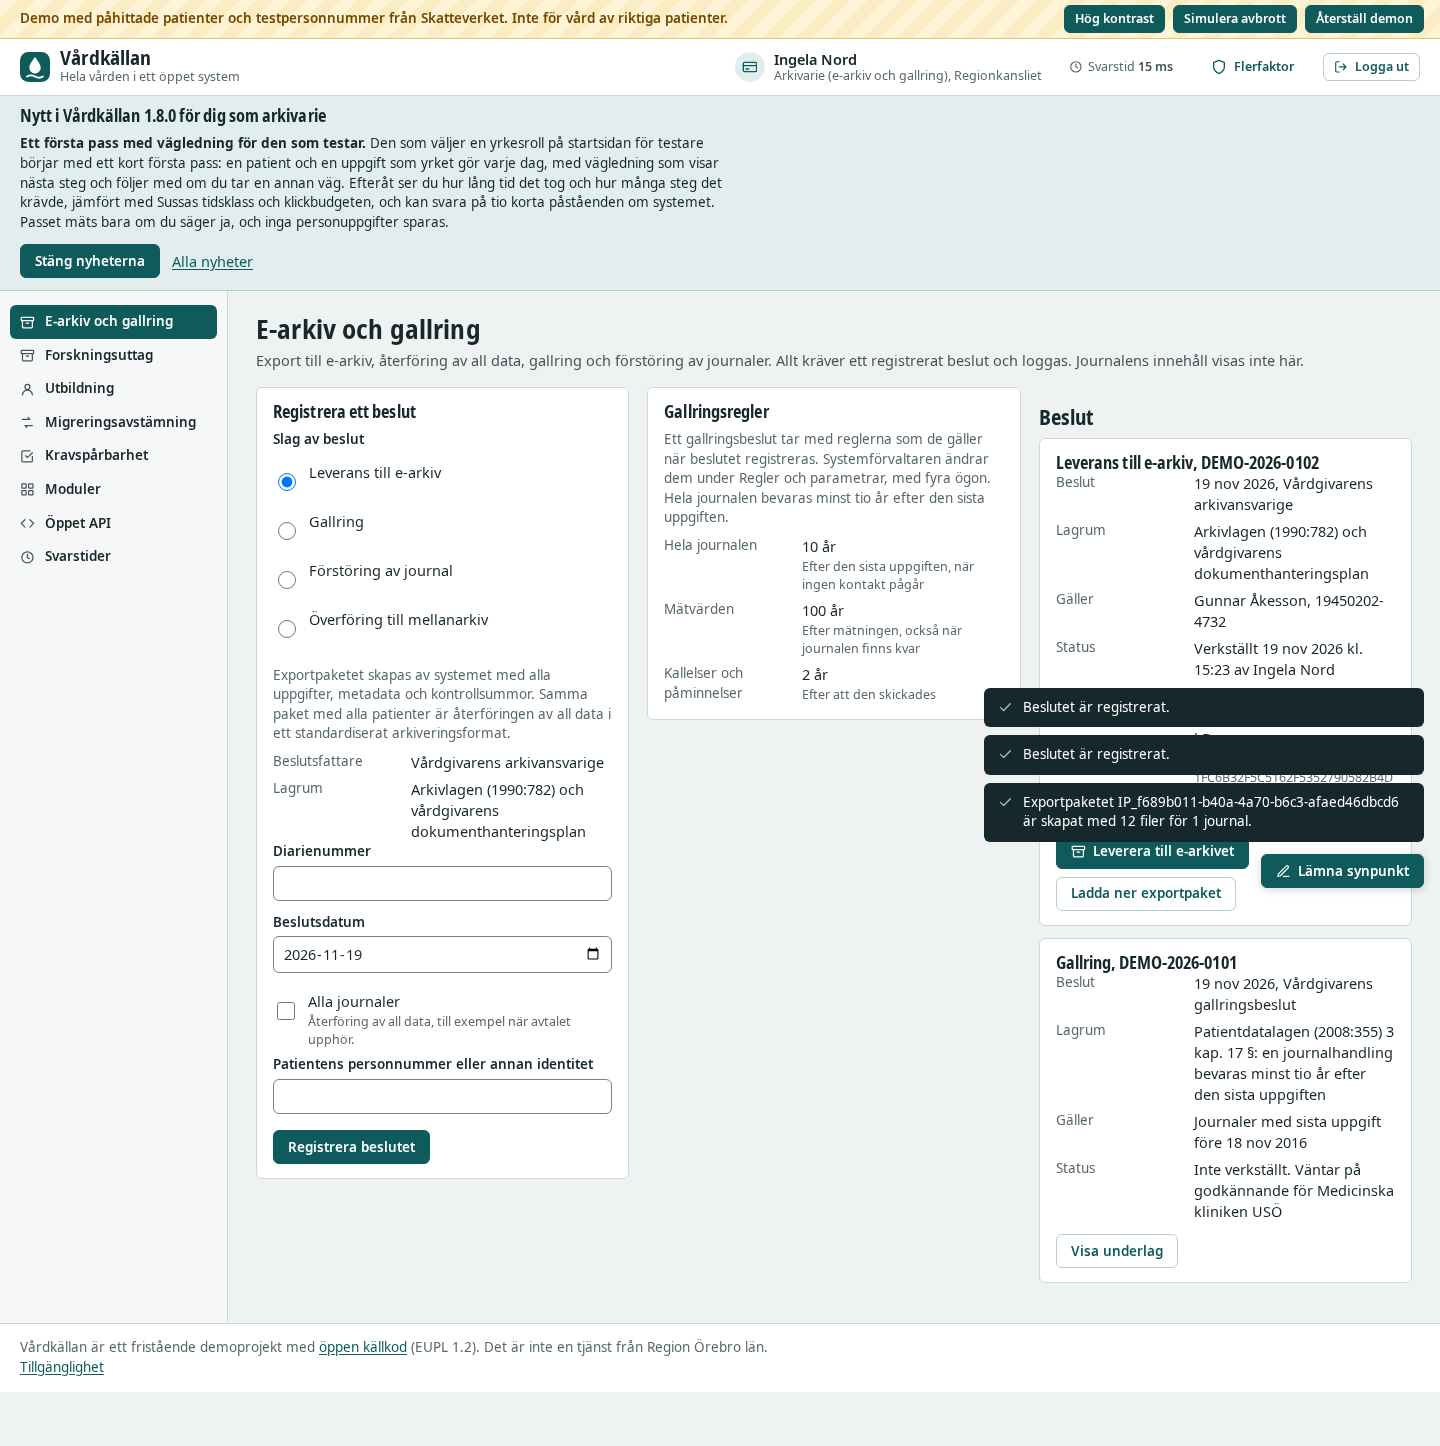 Demo med påhittade patienter och testpersonnummer från Skatteverket. Inte för vård av riktiga patienter.
Hög kontrast
Simulera avbrott
Återställ demon
Vårdkällan
Hela vården i ett öppet system
Ingela Nord
Arkivarie (e-arkiv och gallring), Regionkansliet
Svarstid 15 ms
Flerfaktor
Logga ut
Nytt i Vårdkällan 1.8.0 för dig som arkivarie
Ett första pass med vägledning för den som testar. Den som väljer en yrkesroll på startsidan för testare
börjar med ett kort första pass: en patient och en uppgift som yrket gör varje dag, med vägledning som visar
nästa steg och följer med om du tar en annan väg. Efteråt ser du hur lång tid det tog och hur många steg det
krävde, jämfört med Sussas tidsklass och klickbudgeten, och kan svara på tio korta påståenden om systemet.
Passet mäts bara om du säger ja, och inga personuppgifter sparas.
Stäng nyheterna
Alla nyheter
E-arkiv och gallring
Forskningsuttag
Utbildning
Migreringsavstämning
Kravspårbarhet
Moduler
Öppet API
Svarstider
E-arkiv och gallring
Export till e-arkiv, återföring av all data, gallring och förstöring av journaler. Allt kräver ett registrerat beslut och loggas. Journalens innehåll visas inte här.
Registrera ett beslut
Slag av beslut
Leverans till e-arkiv
Gallring
Förstöring av journal
Överföring till mellanarkiv
Exportpaketet skapas av systemet med alla
uppgifter, metadata och kontrollsummor. Samma
paket med alla patienter är återföringen av all data i
ett standardiserat arkiveringsformat.
Beslutsfattare
Vårdgivarens arkivansvarige
Lagrum
Arkivlagen (1990:782) och
vårdgivarens
dokumenthanteringsplan
Diarienummer
Beslutsdatum
2026-11-19
Alla journaler
Återföring av all data, till exempel när avtalet
upphör.
Patientens personnummer eller annan identitet
Registrera beslutet
Gallringsregler
Ett gallringsbeslut tar med reglerna som de gäller
när beslutet registreras. Systemförvaltaren ändrar
dem under Regler och parametrar, med fyra ögon.
Hela journalen bevaras minst tio år efter den sista
uppgiften.
Hela journalen
10 år
Efter den sista uppgiften, när
ingen kontakt pågår
Mätvärden
100 år
Efter mätningen, också när
journalen finns kvar
Kallelser och
påminnelser
2 år
Efter att den skickades
Beslut
Leverans till e-arkiv, DEMO-2026-0102
Beslut
19 nov 2026, Vårdgivarens
arkivansvarige
Lagrum
Arkivlagen (1990:782) och
vårdgivarens
dokumenthanteringsplan
Gäller
Gunnar Åkesson, 19450202-
4732
Status
Verkställt 19 nov 2026 kl.
15:23 av Ingela Nord
Beslutet är registrerat.
Beslutet är registrerat.
1FC6B32F5C5162F5352790582B4D
Exportpaketet IP_f689b011-b40a-4a70-b6c3-afaed46dbcd6
är skapat med 12 filer för 1 journal.
Leverera till e-arkivet
Lämna synpunkt
Ladda ner exportpaket
Gallring, DEMO-2026-0101
Beslut
19 nov 2026, Vårdgivarens
gallringsbeslut
Lagrum
Patientdatalagen (2008:355) 3
kap. 17 §: en journalhandling
bevaras minst tio år efter
den sista uppgiften
Gäller
Journaler med sista uppgift
före 18 nov 2016
Status
Inte verkställt. Väntar på
godkännande för Medicinska
kliniken USÖ
Visa underlag
Vårdkällan är ett fristående demoprojekt med öppen källkod (EUPL 1.2). Det är inte en tjänst från Region Örebro län.
Tillgänglighet